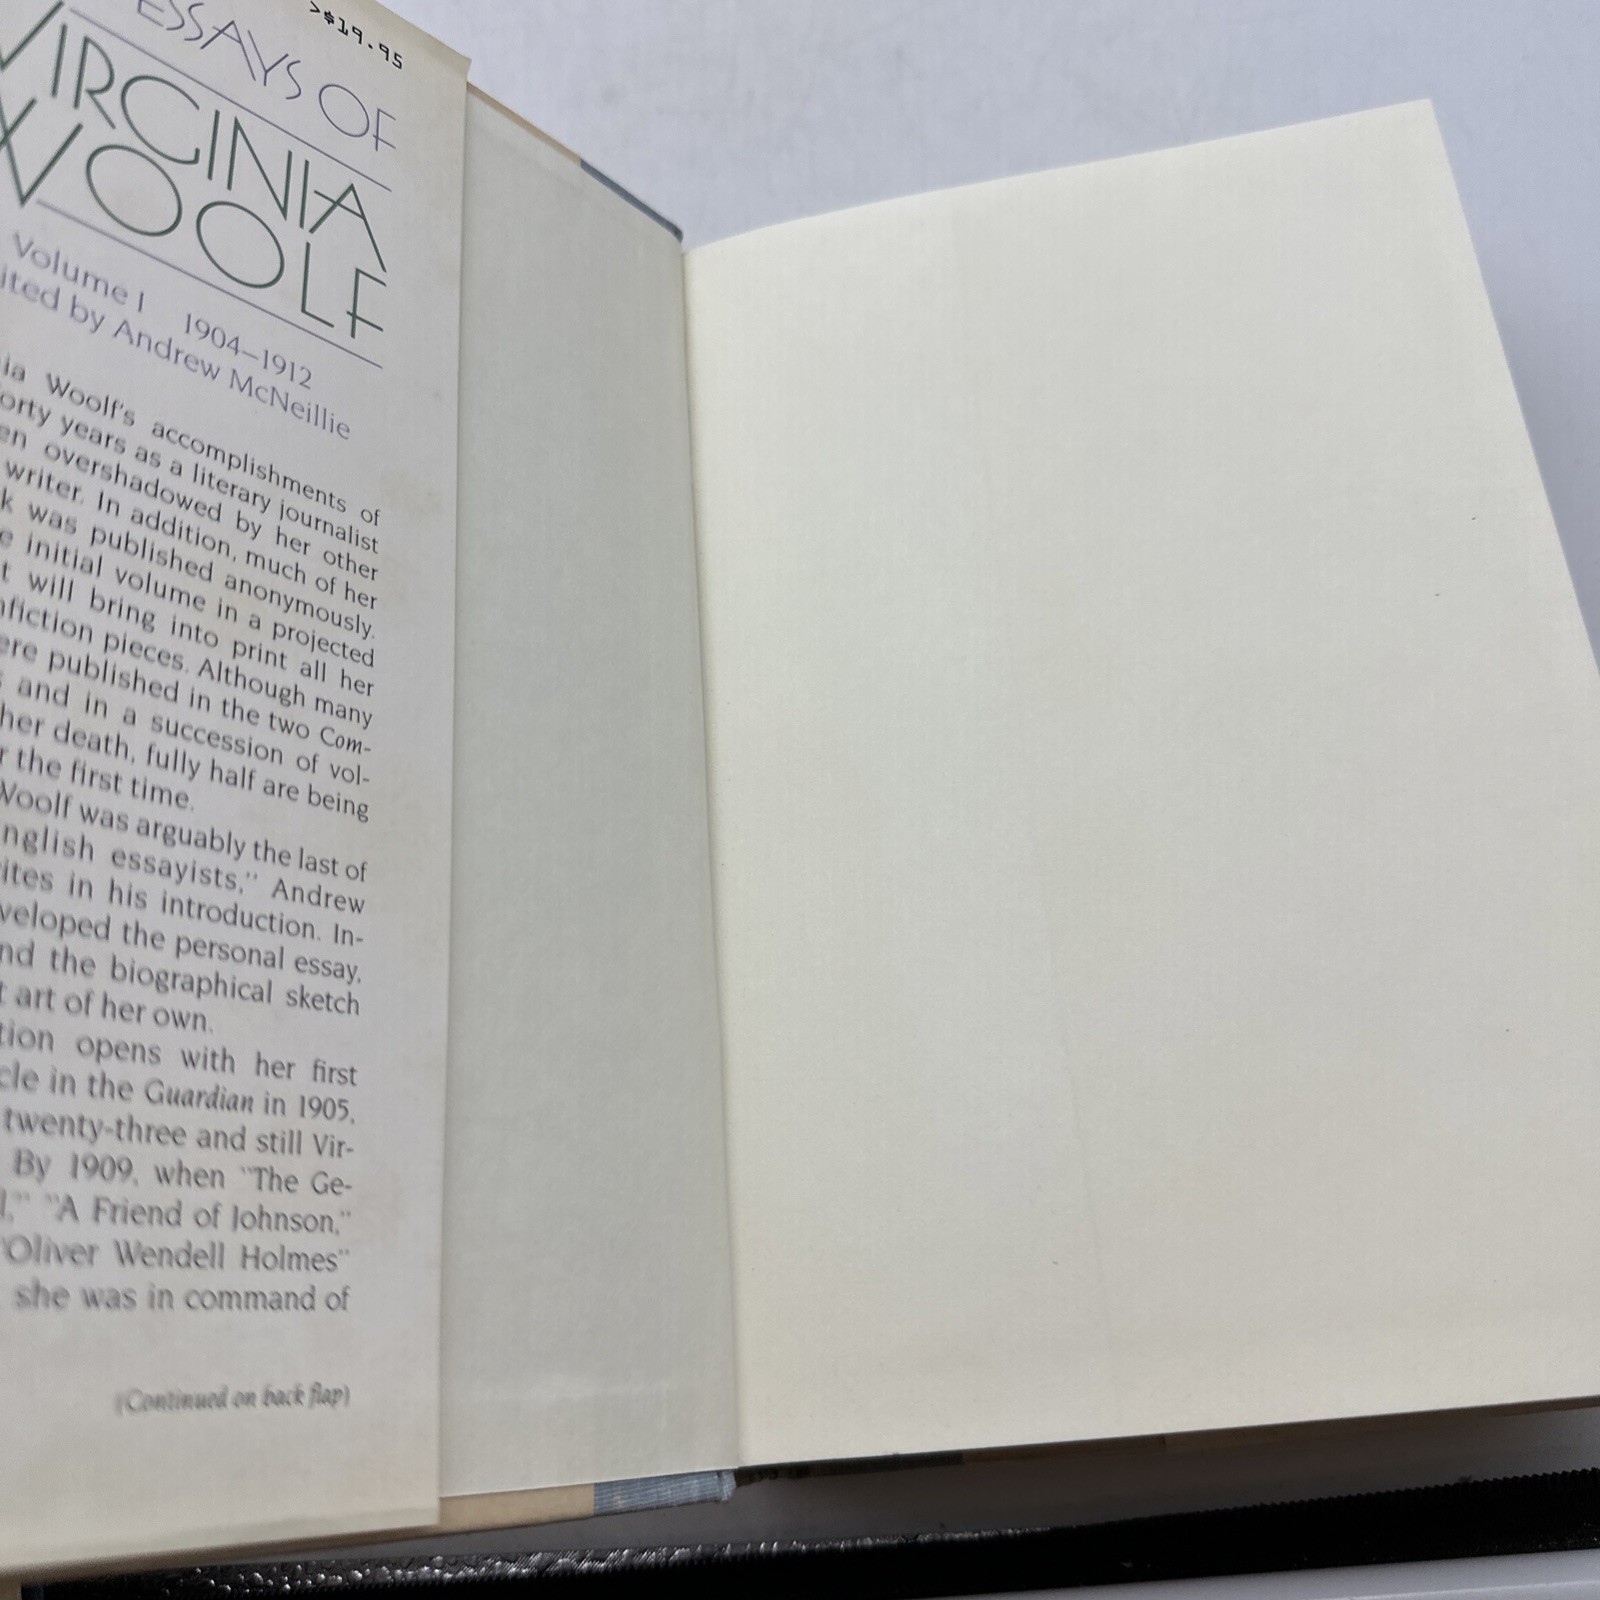 >$19.95
ESSAYS OF
VIRGINIA
WOOLF
Volume I 1904–1912
ited by Andrew McNeillie
ia Woolf's accomplishments of
orty years as a literary journalist
en overshadowed by her other
writer. In addition, much of her
k was published anonymously.
e initial volume in a projected
t will bring into print all her
nfiction pieces. Although many
ere published in the two Com-
s and in a succession of vol-
her death, fully half are being
r the first time.
Woolf was arguably the last of
nglish essayists," Andrew
ites in his introduction. In-
veloped the personal essay,
nd the biographical sketch
t art of her own.
tion opens with her first
cle in the Guardian in 1905,
twenty-three and still Vir-
By 1909, when "The Ge-
l," "A Friend of Johnson,"
"Oliver Wendell Holmes"
she was in command of
(Continued on back flap)